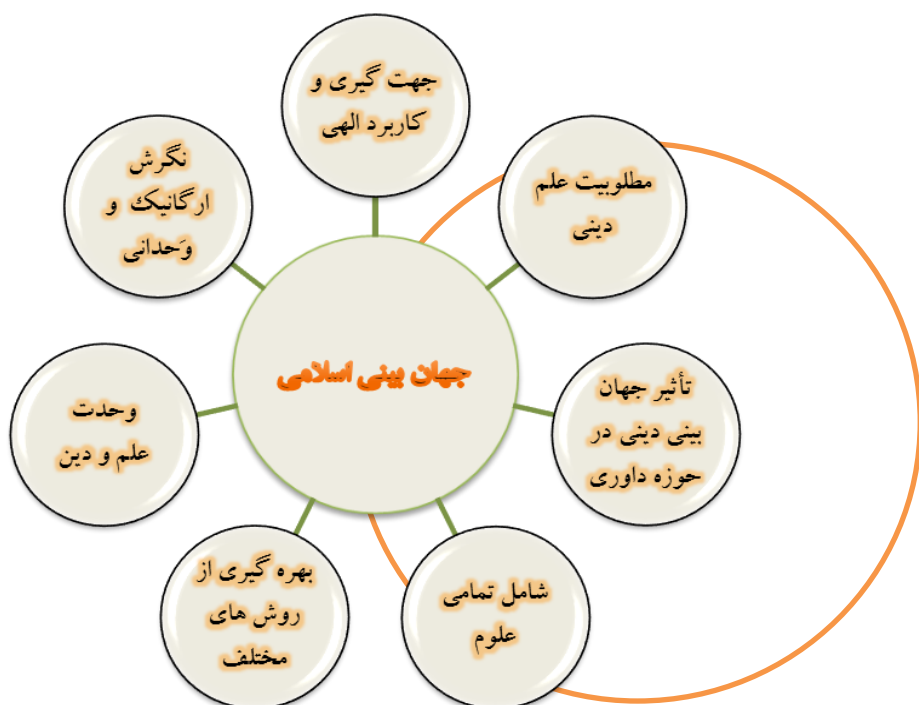 جهت گیری و
کاربرد الهی
مطلوبیت علم
دینی
تأثیر جهان
بینی دینی در
حوزه داوری
شامل تمامی
علوم
بهره گیری از
روش های
مختلف
وحدت
علم و دین
نگرش
ارگانیک و
وَحدانی
جهان بینی اسلامی